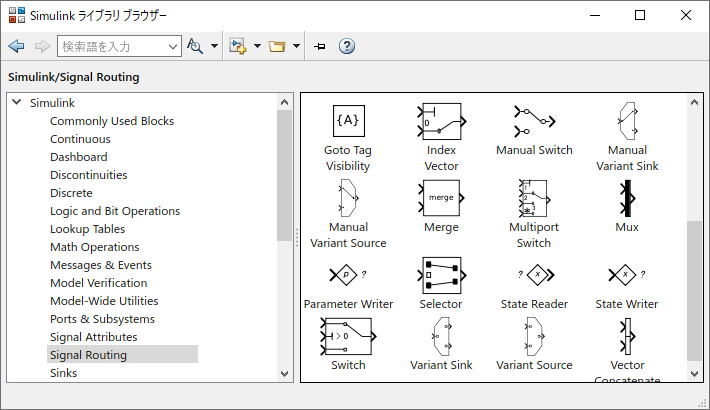 Simulink ライブラリ ブラウザー
検索語を入力
Simulink/Signal Routing
Simulink
Commonly Used Blocks
Continuous
Dashboard
Discontinuities
Discrete
Logic and Bit Operations
Lookup Tables
Math Operations
Messages & Events
Model Verification
Model-Wide Utilities
Ports & Subsystems
Signal Attributes
Signal Routing
Sinks
{A}
0
Goto Tag
Visibility
Index
Vector
Manual Switch
Manual
Variant Sink
merge
1
2
*
3
Manual
Variant Source
Merge
Multiport
Switch
Mux
p ?
? x
x ?
Parameter Writer
Selector
State Reader
State Writer
> 0
Switch
Variant Sink
Variant Source
Vector
Concatenate